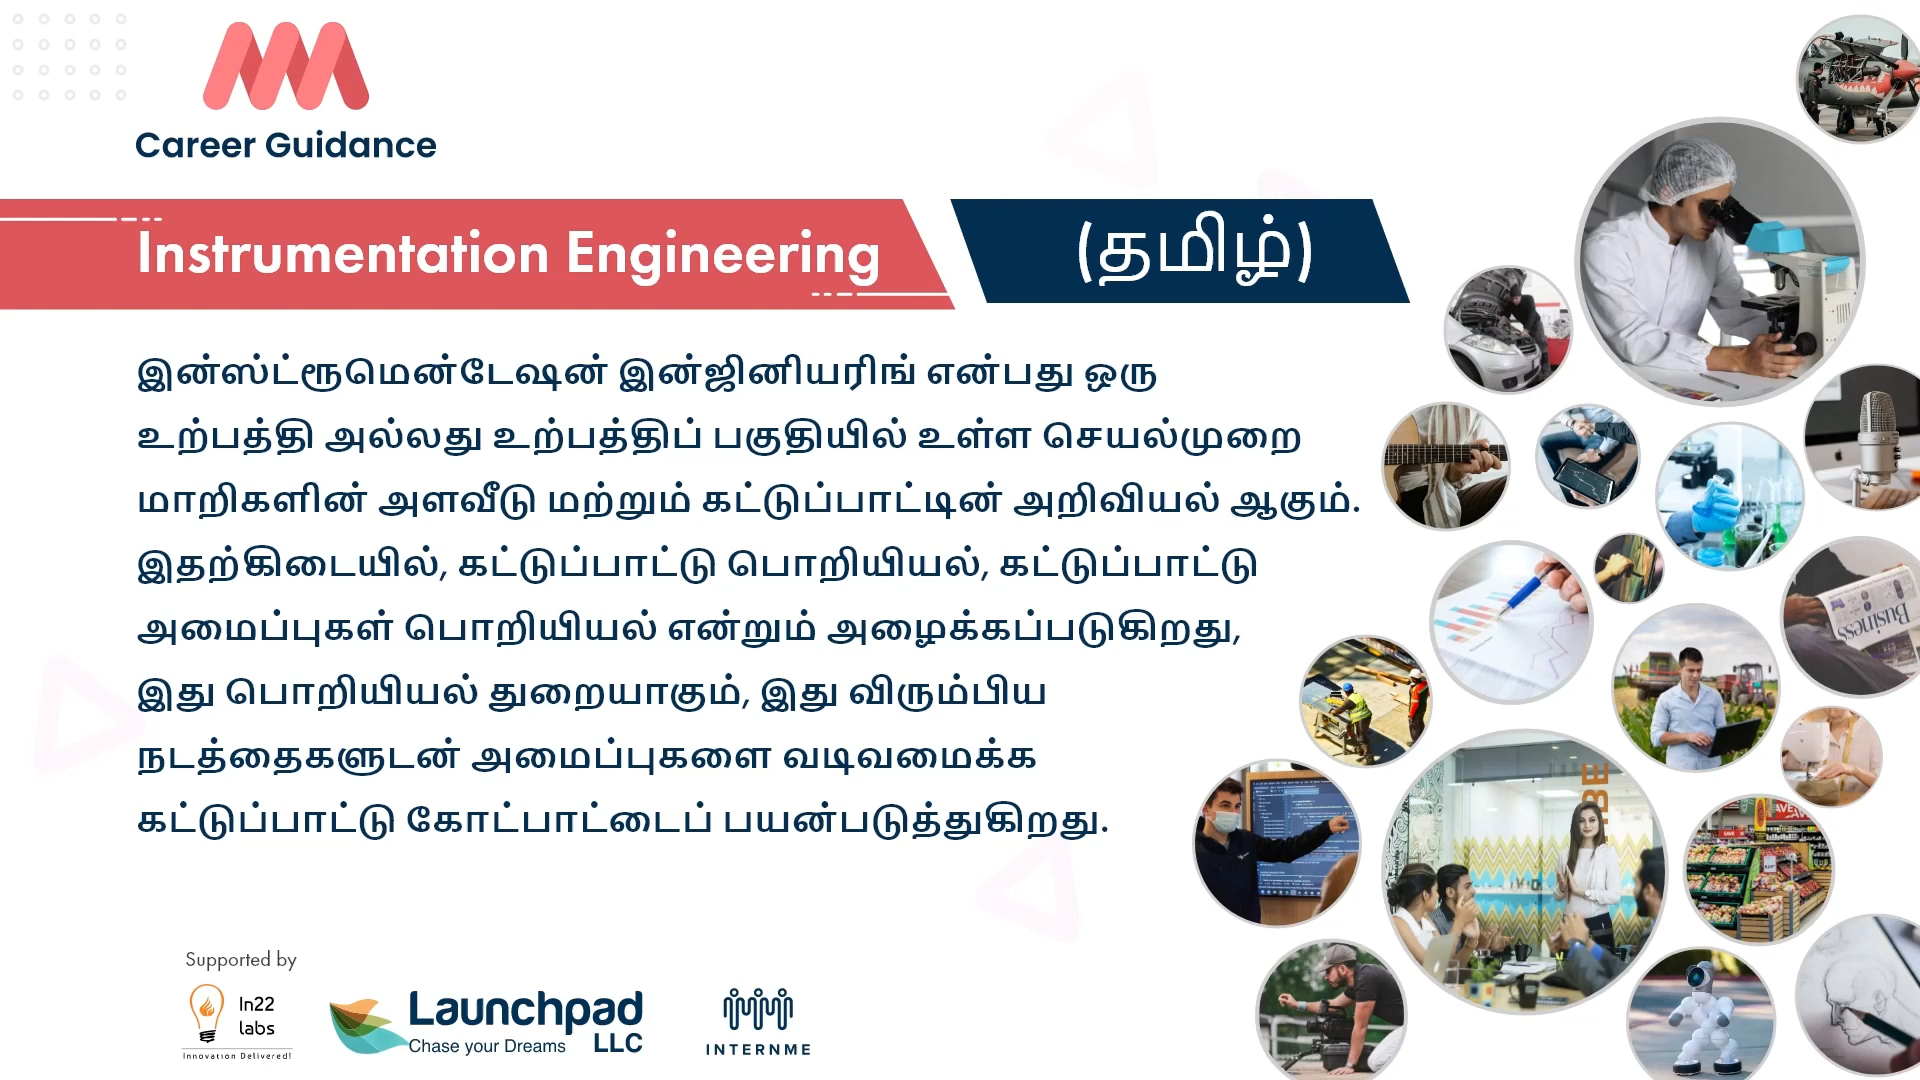 Career Guidance
Instrumentation Engineering (தமிழ்)
இன்ஸ்ட்ரூமென்டேஷன் இன்ஜினியரிங் என்பது ஒரு
உற்பத்தி அல்லது உற்பத்திப் பகுதியில் உள்ள செயல்முறை
மாறிகளின் அளவீடு மற்றும் கட்டுப்பாட்டின் அறிவியல் ஆகும்.
இதற்கிடையில், கட்டுப்பாட்டு பொறியியல், கட்டுப்பாட்டு
அமைப்புகள் பொறியியல் என்றும் அழைக்கப்படுகிறது,
இது பொறியியல் துறையாகும், இது விரும்பிய
நடத்தைகளுடன் அமைப்புகளை வடிவமைக்க
கட்டுப்பாட்டு கோட்பாட்டைப் பயன்படுத்துகிறது.
Business
Supported by
In22
labs
Innovation Delivered!
Launchpad
Chase your Dreams LLC
INTERNME